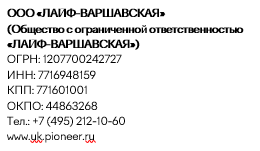 ООО «ЛАЙФ-ВАРШАВСКАЯ»
(Общество с ограниченной ответственностью
«ЛАЙФ-ВАРШАВСКАЯ»)
ОГРН: 1207700242727
ИНН: 7716948159
КПП: 771601001
ОКПО: 44863268
Тел.: +7 (495) 212-10-60
www.uk.pioneer.ru